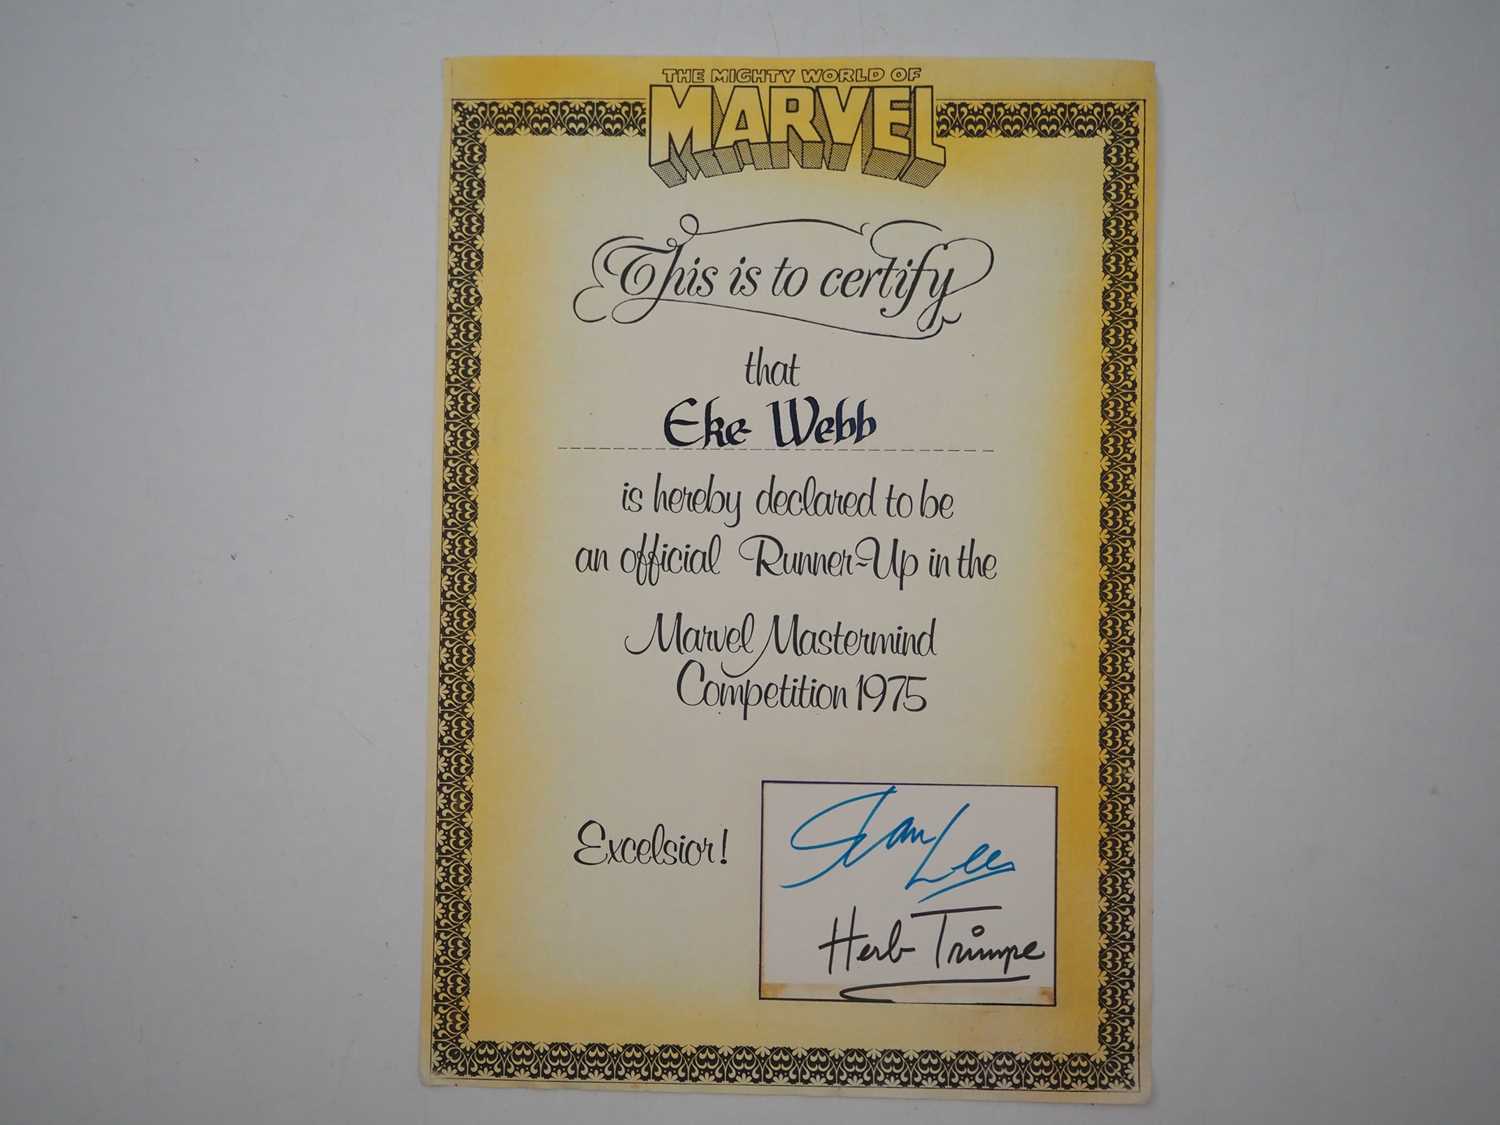 THE MIGHTY WORLD OF
MARVEL
This is to certify
that
Eke Webb
is hereby declared to be
an official Runner-Up in the
Marvel Mastermind
Competition 1975
Excelsior!
Stan Lee
Herb Trimpe